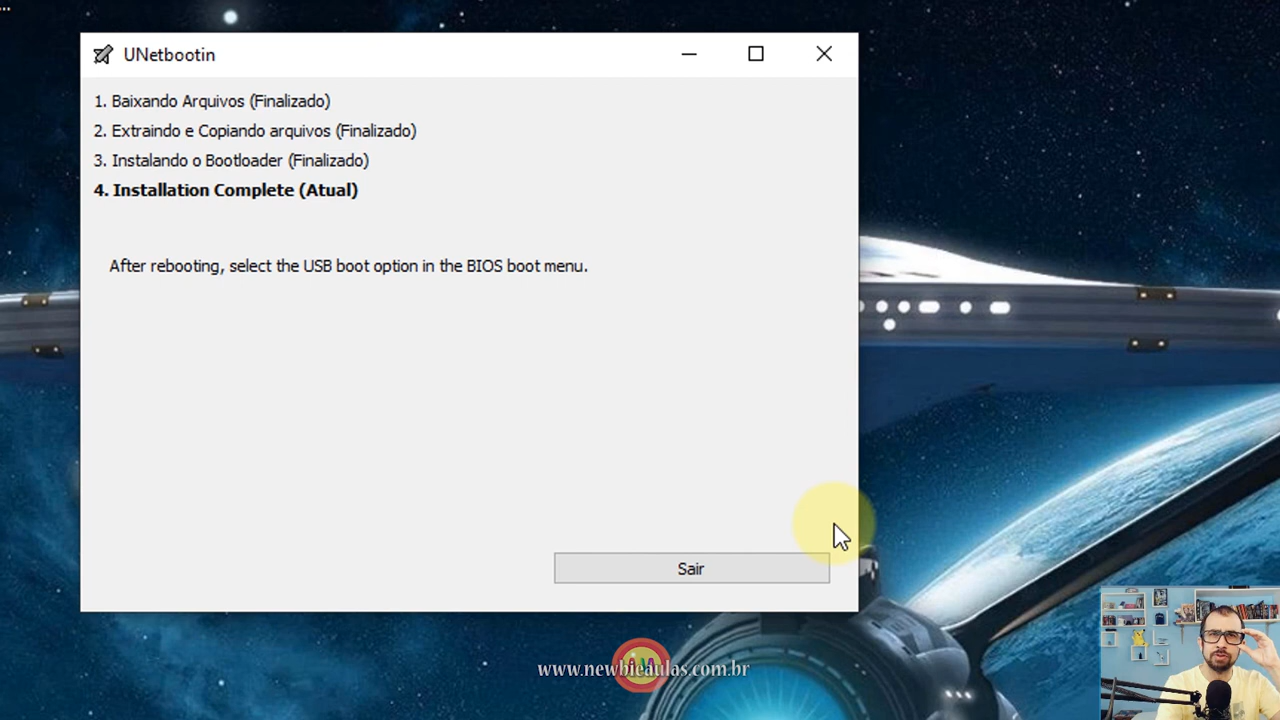 ...
UNetbootin
1. Baixando Arquivos (Finalizado)
2. Extraindo e Copiando arquivos (Finalizado)
3. Instalando o Bootloader (Finalizado)
4. Installation Complete (Atual)
After rebooting, select the USB boot option in the BIOS boot menu.
Sair
www.newbieaulas.com.br